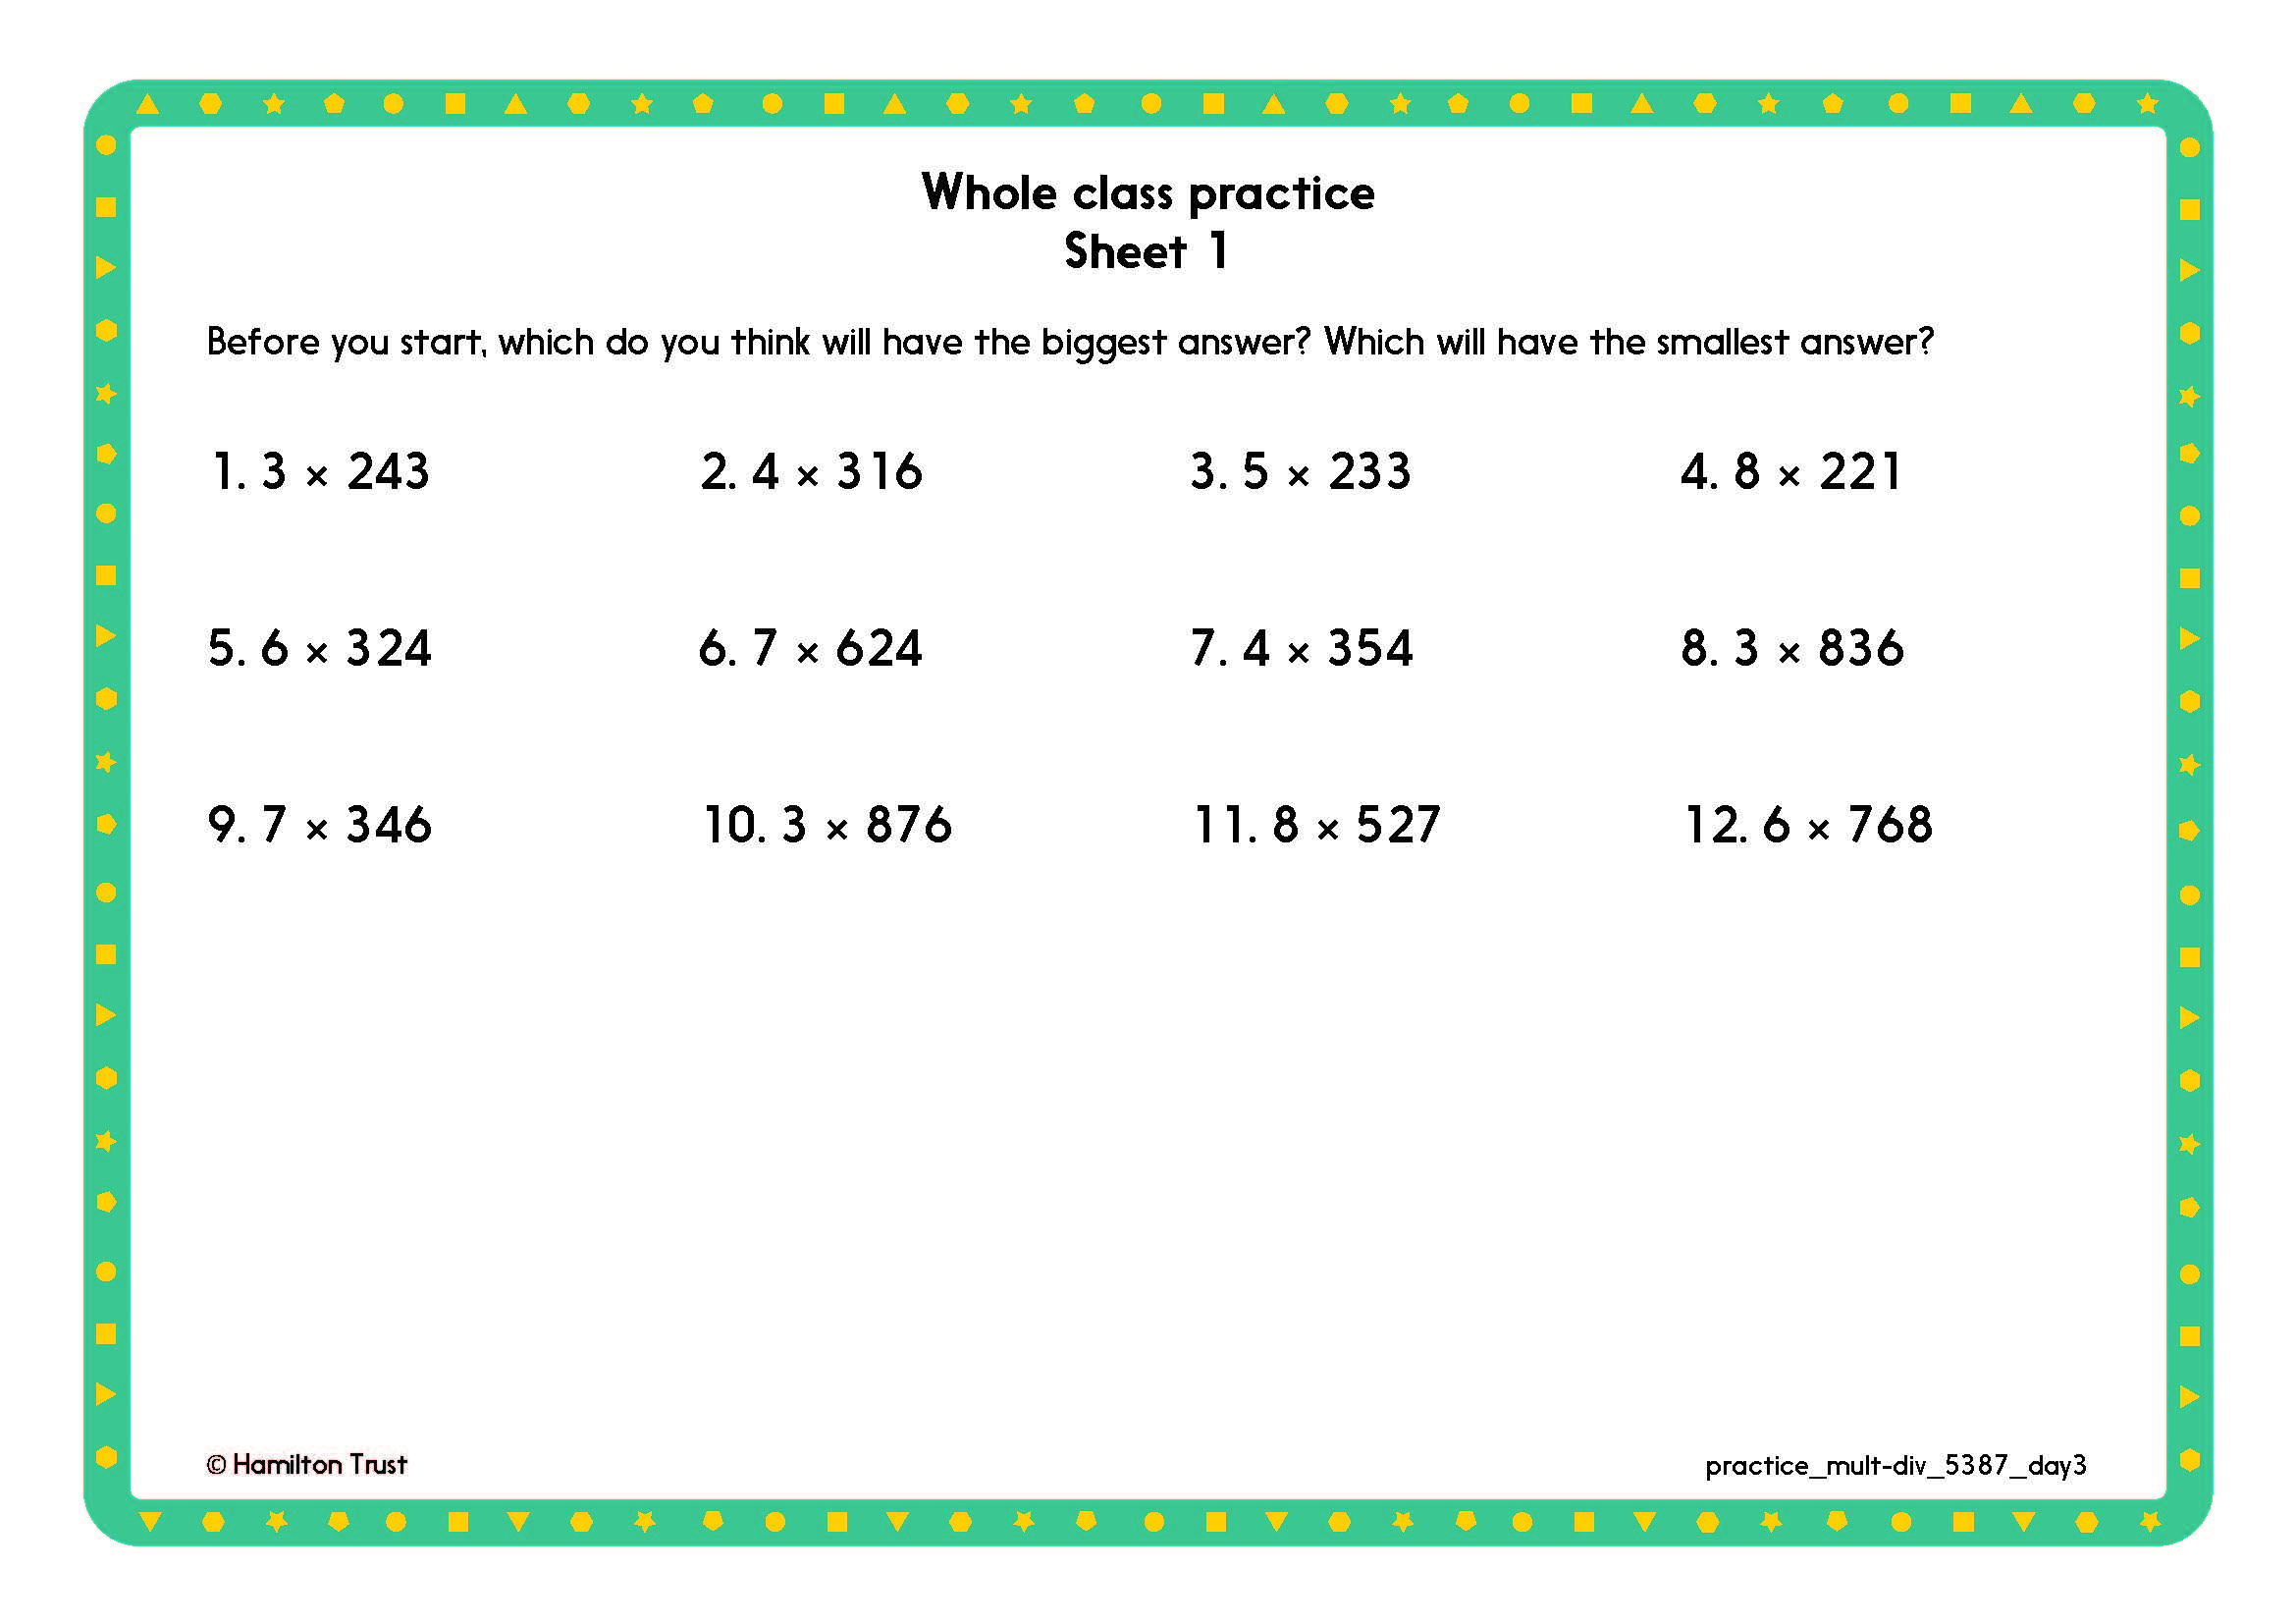 Whole class practice
Sheet 1
Before you start, which do you think will have the biggest answer? Which will have the smallest answer?
1. 3 × 243 2. 4 × 316 3. 5 × 233 4. 8 × 221
5. 6 × 324 6. 7 × 624 7. 4 × 354 8. 3 × 836
9. 7 × 346 10. 3 × 876 11. 8 × 527 12. 6 × 768
© Hamilton Trust practice_mult-div_5387_day3